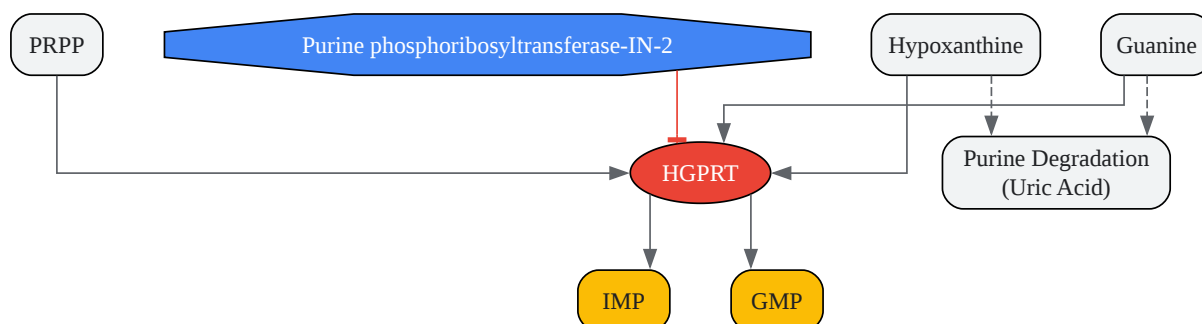 PRPP
Purine phosphoribosyltransferase-IN-2
Hypoxanthine
Guanine
Purine Degradation
(Uric Acid)
HGPRT
IMP
GMP